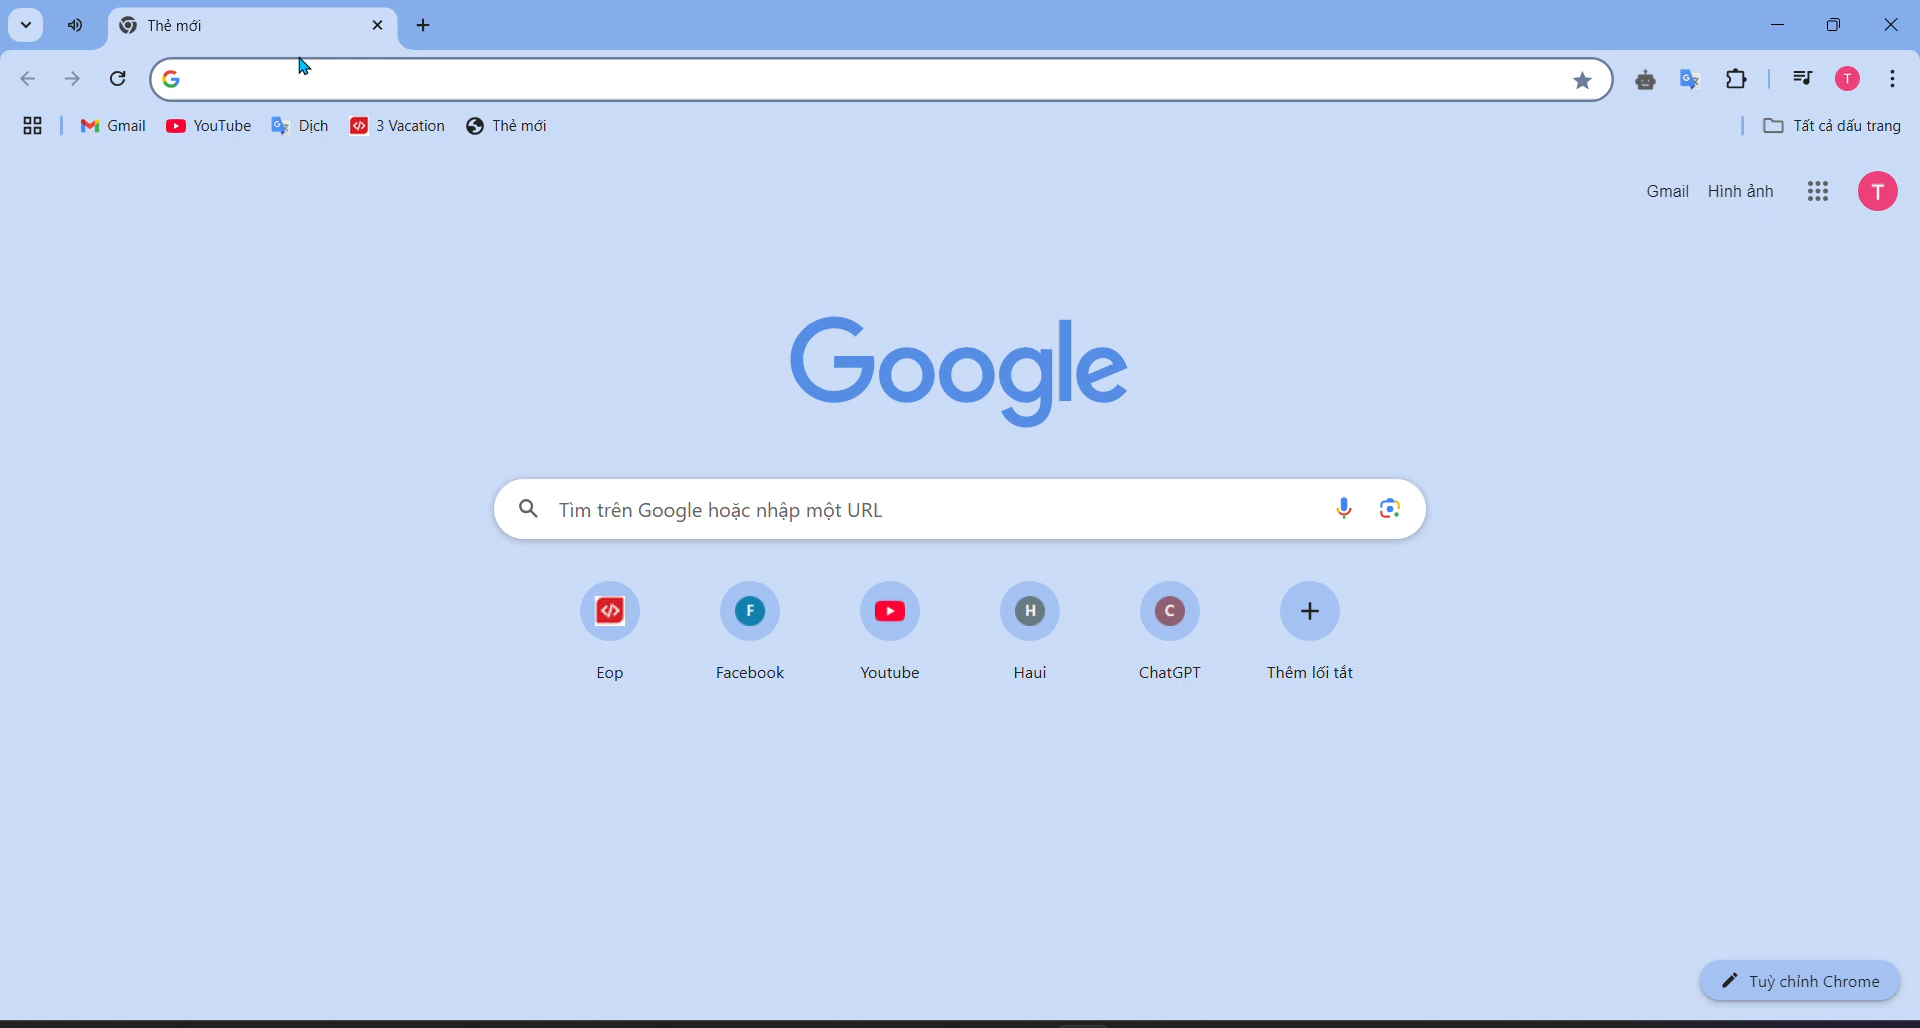 Thẻ mới
Gmail YouTube Dịch 3 Vacation Thẻ mới Tất cả dấu trang
Gmail Hình ảnh T
Google
Tìm trên Google hoặc nhập một URL
F H C
Eop Facebook Youtube Haui ChatGPT Thêm lối tắt
Tuỳ chỉnh Chrome